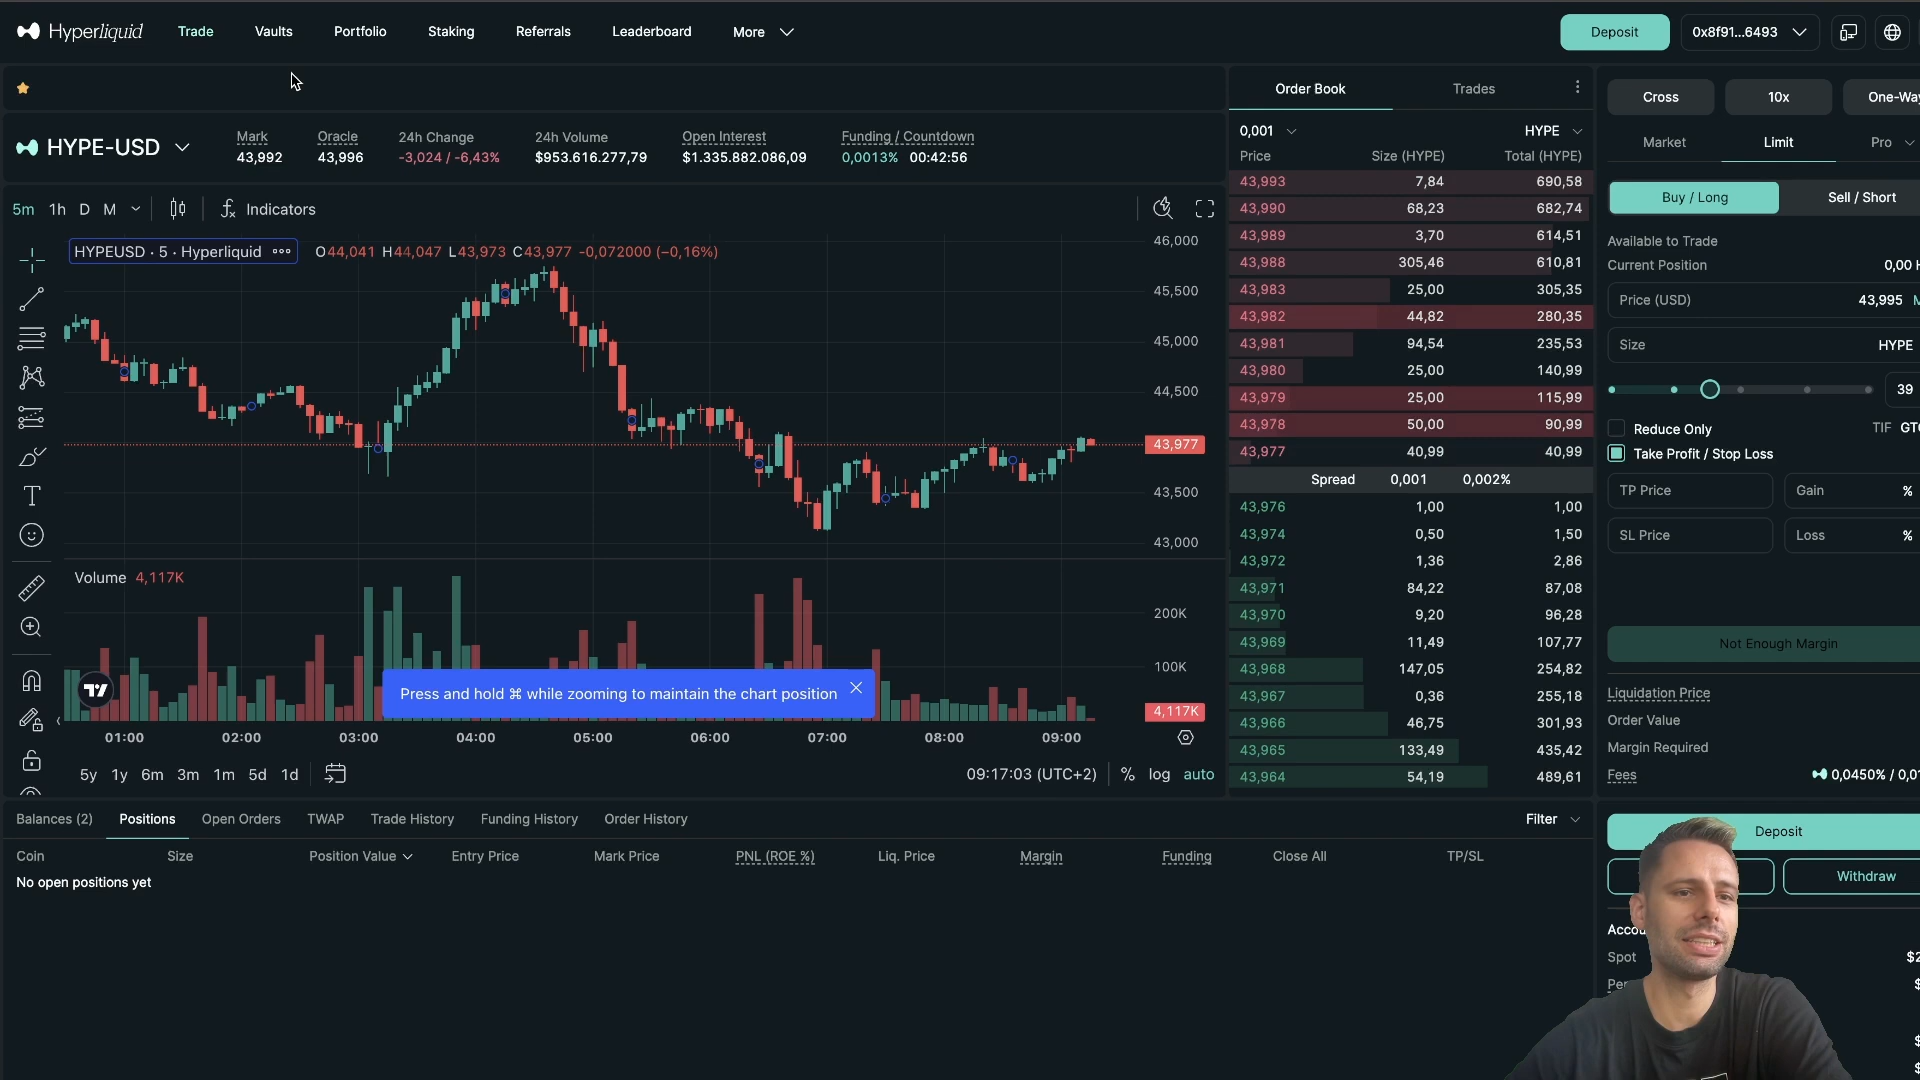 Hyperliquid Trade Vaults Portfolio Staking Referrals Leaderboard More Deposit 0x8f91...6493
Order Book Trades
Cross 10x One-Way
HYPE-USD
Mark Oracle 24h Change 24h Volume Open Interest Funding / Countdown
43,992 43,996 -3,024 / -6,43% $953.616.277,79 $1.335.882.086,09 0,0013% 00:42:56
5m 1h D M Indicators
HYPEUSD · 5 · Hyperliquid O44,041 H44,047 L43,973 C43,977 -0,072000 (−0,16%)
46,000
45,500
45,000
44,500
43,977
43,500
43,000
Volume 4,117K
200K
100K
4,117K
Press and hold ⌘ while zooming to maintain the chart position
01:00 02:00 03:00 04:00 05:00 06:00 07:00 08:00 09:00
5y 1y 6m 3m 1m 5d 1d 09:17:03 (UTC+2) % log auto
0,001 HYPE
Price Size (HYPE) Total (HYPE)
43,993 7,84 690,58
43,990 68,23 682,74
43,989 3,70 614,51
43,988 305,46 610,81
43,983 25,00 305,35
43,982 44,82 280,35
43,981 94,54 235,53
43,980 25,00 140,99
43,979 25,00 115,99
43,978 50,00 90,99
43,977 40,99 40,99
Spread 0,001 0,002%
43,976 1,00 1,00
43,974 0,50 1,50
43,972 1,36 2,86
43,971 84,22 87,08
43,970 9,20 96,28
43,969 11,49 107,77
43,968 147,05 254,82
43,967 0,36 255,18
43,966 46,75 301,93
43,965 133,49 435,42
43,964 54,19 489,61
Market Limit Pro
Buy / Long Sell / Short
Available to Trade
Current Position 0,00
Price (USD) 43,995
Size HYPE
39
Reduce Only TIF
Take Profit / Stop Loss
TP Price Gain %
SL Price Loss %
Not Enough Margin
Liquidation Price
Order Value
Margin Required
Fees 0,0450% /
Balances (2) Positions Open Orders TWAP Trade History Funding History Order History Filter
Coin Size Position Value Entry Price Mark Price PNL (ROE %) Liq. Price Margin Funding Close All TP/SL
No open positions yet
Deposit
Withdraw
Spot